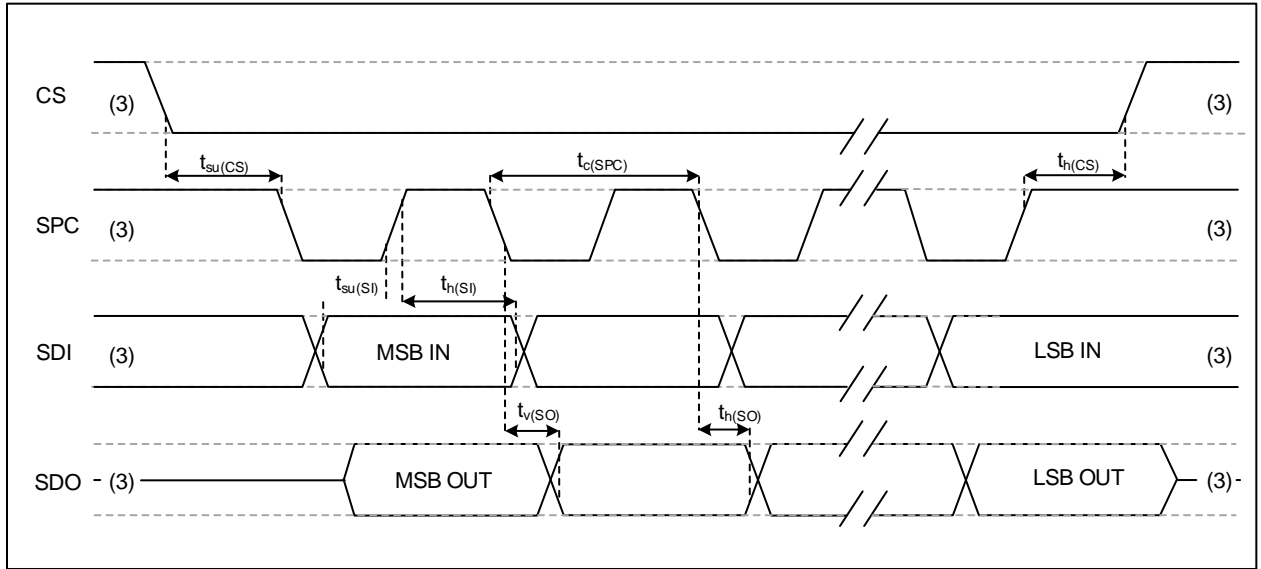 CS (3) (3)
tsu(CS) tc(SPC) th(CS)
SPC (3) (3)
tsu(SI) th(SI)
SDI (3) MSB IN LSB IN (3)
tv(SO) th(SO)
SDO (3) MSB OUT LSB OUT (3)